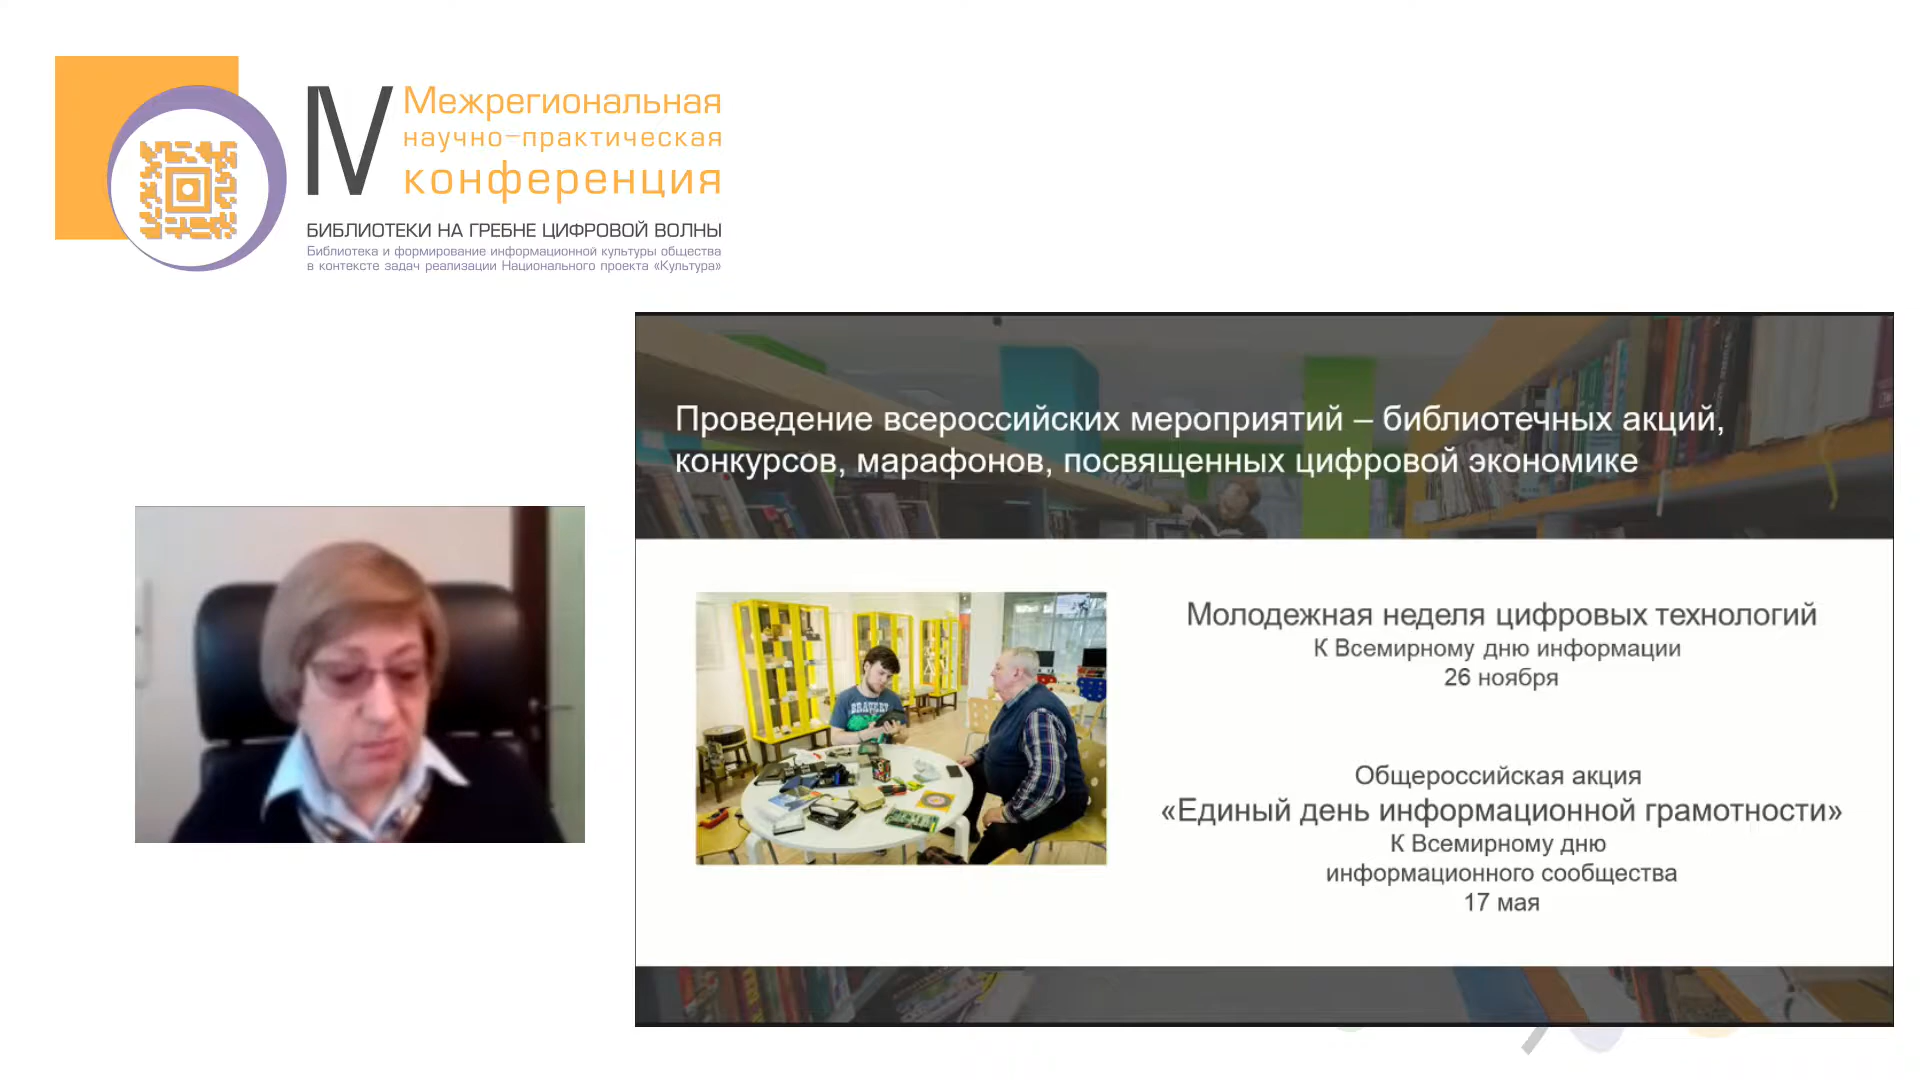 IV
Межрегиональная
научно-практическая
конференция
БИБЛИОТЕКИ НА ГРЕБНЕ ЦИФРОВОЙ ВОЛНЫ
Библиотека и формирование информационной культуры общества
в контексте задач реализации Национального проекта «Культура»
Проведение всероссийских мероприятий – библиотечных акций,
конкурсов, марафонов, посвященных цифровой экономике
Молодежная неделя цифровых технологий
К Всемирному дню информации
26 ноября
Общероссийская акция
«Единый день информационной грамотности»
К Всемирному дню
информационного сообщества
17 мая